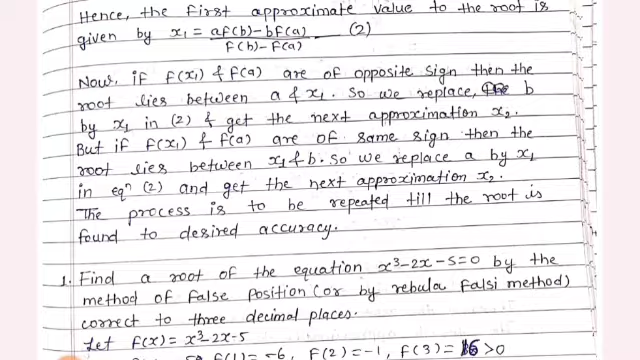 Hence, the first approximate value to the root is
given by x₁ = af(b)-bf(a) / f(b)-f(a) (2)
Now, if f(x₁) & f(a) are of opposite sign then the
root lies between a & x₁. So we replace, b
by x₁ in (2) & get the next approximation x₂.
But if f(x₁) & f(a) are of same sign then the
root lies between x₁ & b. So we replace a by x₁
in eqⁿ (2) and get the next approximation x₂.
The process is to be repeated till the root is
found to desired accuracy.
1. Find a root of the equation x³-2x-5=0 by the
method of false position (or by rebula falsi method)
correct to three decimal places.
Let f(x) = x³-2x-5
f(1) = -6, f(2) = -1, f(3) = 16 >0